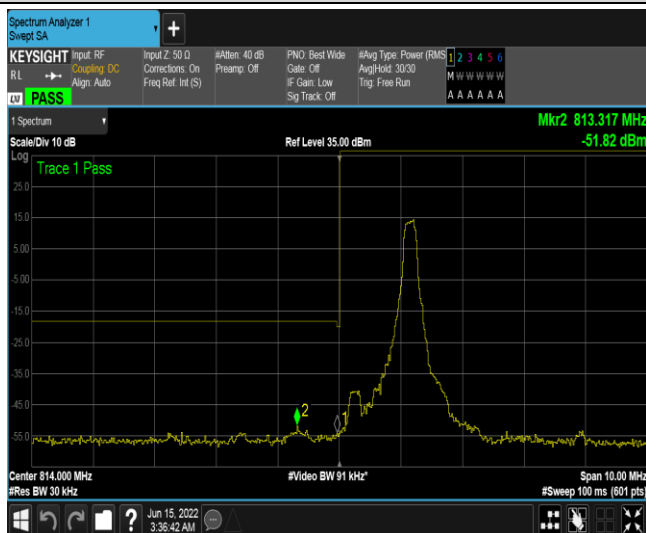 Spectrum Analyzer 1
Swept SA
+
KEYSIGHT Input: RF Input Z: 50 Ω #Atten: 40 dB PNO: Best Wide #Avg Type: Power (RMS 1 2 3 4 5 6
RL Coupling: DC Corrections: On Preamp: Off Gate: Off Avg|Hold: 30/30 M W W W W W
Align: Auto Freq Ref: Int (S) IF Gain: Low Trig: Free Run
Sig Track: Off A A A A A A
LXI PASS
1 Spectrum Mkr2 813.317 MHz
Scale/Div 10 dB Ref Level 35.00 dBm -51.82 dBm
Log
Trace 1 Pass
25.0
15.0
5.00
-5.00
-15.0
-25.0
-35.0
-45.0
2
1
-55.0
Center 814.000 MHz #Video BW 91 kHz* Span 10.00 MHz
#Res BW 30 kHz #Sweep 100 ms (601 pts)
? Jun 15, 2022
3:36:42 AM